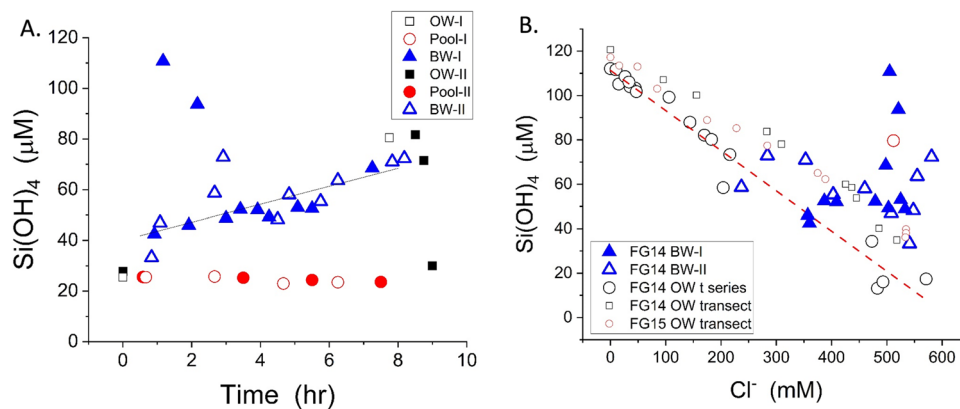 A.
Si(OH)4 (μM)
120
100
80
60
40
20
0
0 2 4 6 8 10
Time (hr)
OW-I
Pool-I
BW-I
OW-II
Pool-II
BW-II
B.
Si(OH)4 (μM)
120
100
80
60
40
20
0
0 100 200 300 400 500 600
Cl- (mM)
FG14 BW-I
FG14 BW-II
FG14 OW t series
FG14 OW transect
FG15 OW transect